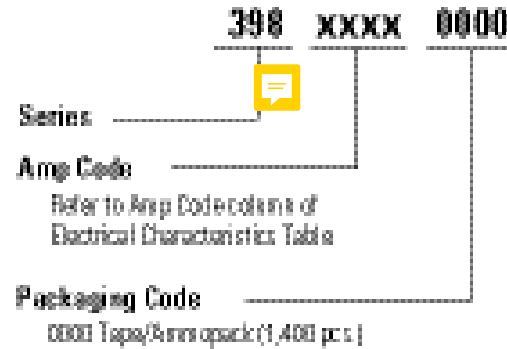 398 xxxx 0000
Series
Amp Code
Refer to Amp Code column of
Electrical Characteristics Table
Packaging Code
0000 Tape/Ammopack (1,400 pcs.)